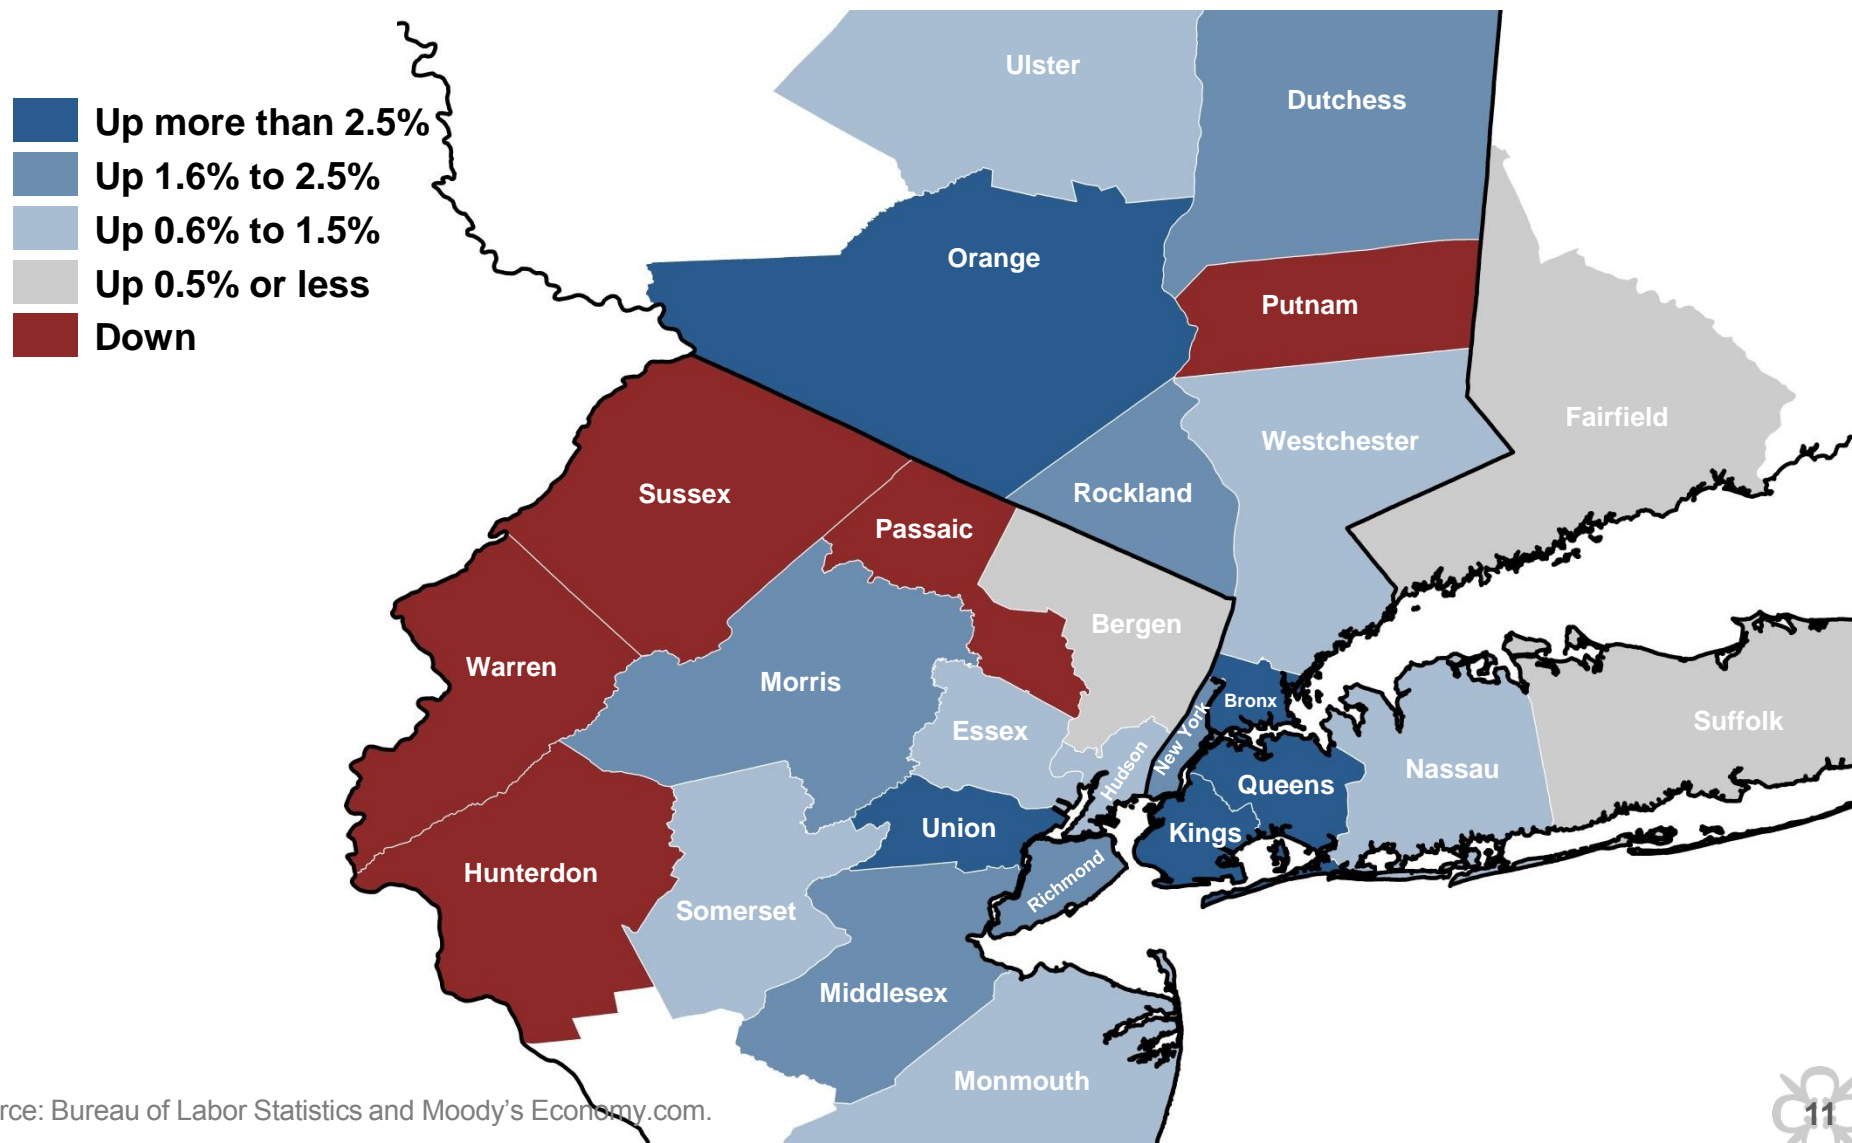 Up more than 2.5%
Up 1.6% to 2.5%
Up 0.6% to 1.5%
Up 0.5% or less
Down
Ulster
Dutchess
Orange
Putnam
Fairfield
Westchester
Sussex
Rockland
Passaic
Bergen
Warren
Morris
Bronx
Suffolk
Essex
New York
Hudson
Nassau
Queens
Union
Kings
Hunterdon
Richmond
Somerset
Middlesex
Monmouth
rce: Bureau of Labor Statistics and Moody's Economy.com.
11